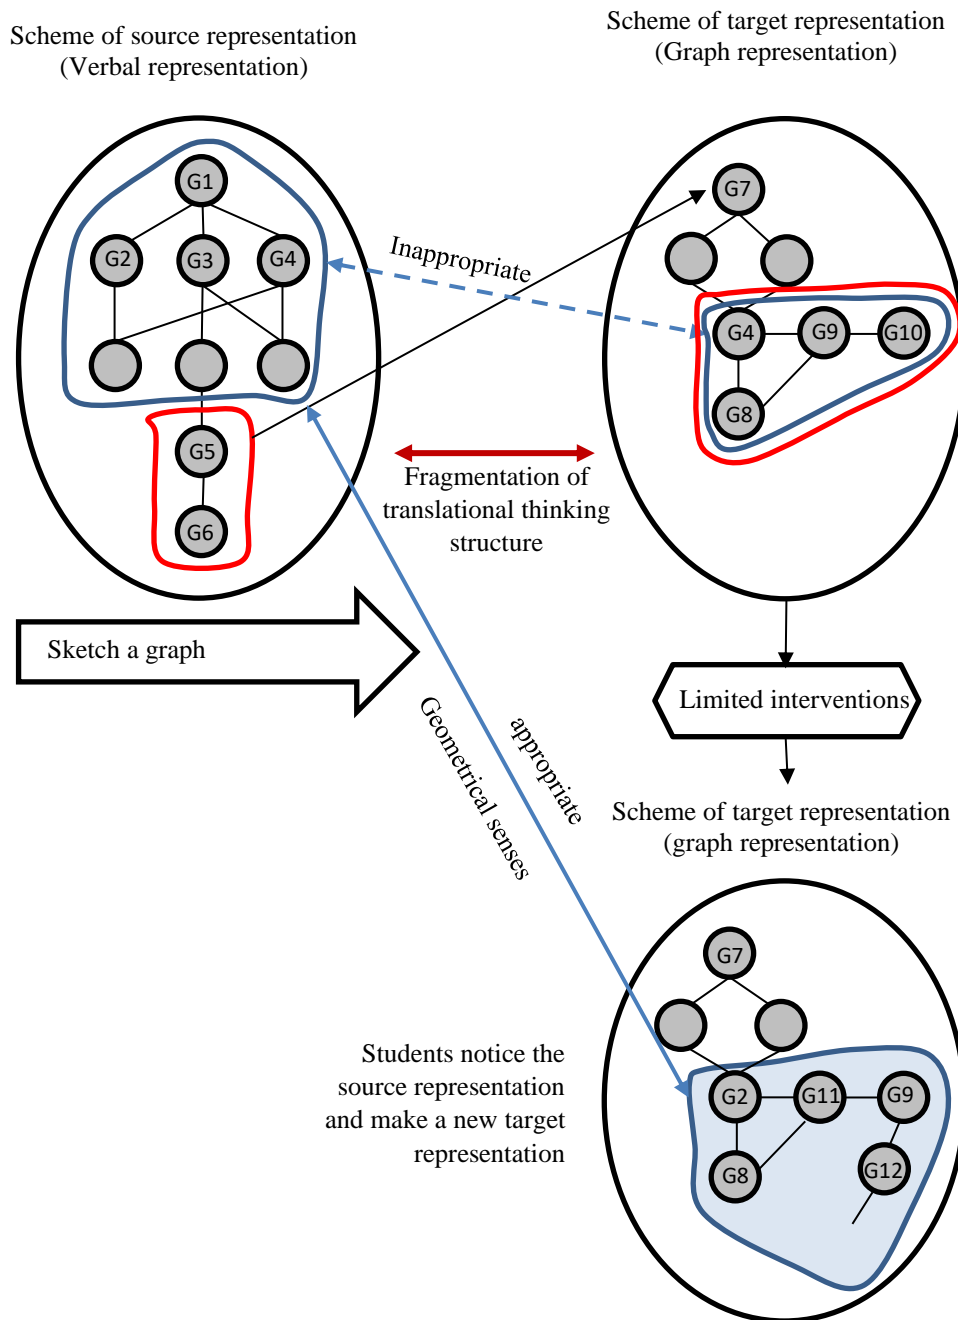 Scheme of source representation
(Verbal representation)
Scheme of target representation
(Graph representation)
G1
G2
G3
G4
G5
G6
Inappropriate
G7
G4
G9
G10
G8
Fragmentation of
translational thinking
structure
Sketch a graph
Limited interventions
Geometrical senses
appropriate
Scheme of target representation
(graph representation)
Students notice the
source representation
and make a new target
representation
G7
G2
G11
G9
G8
G12